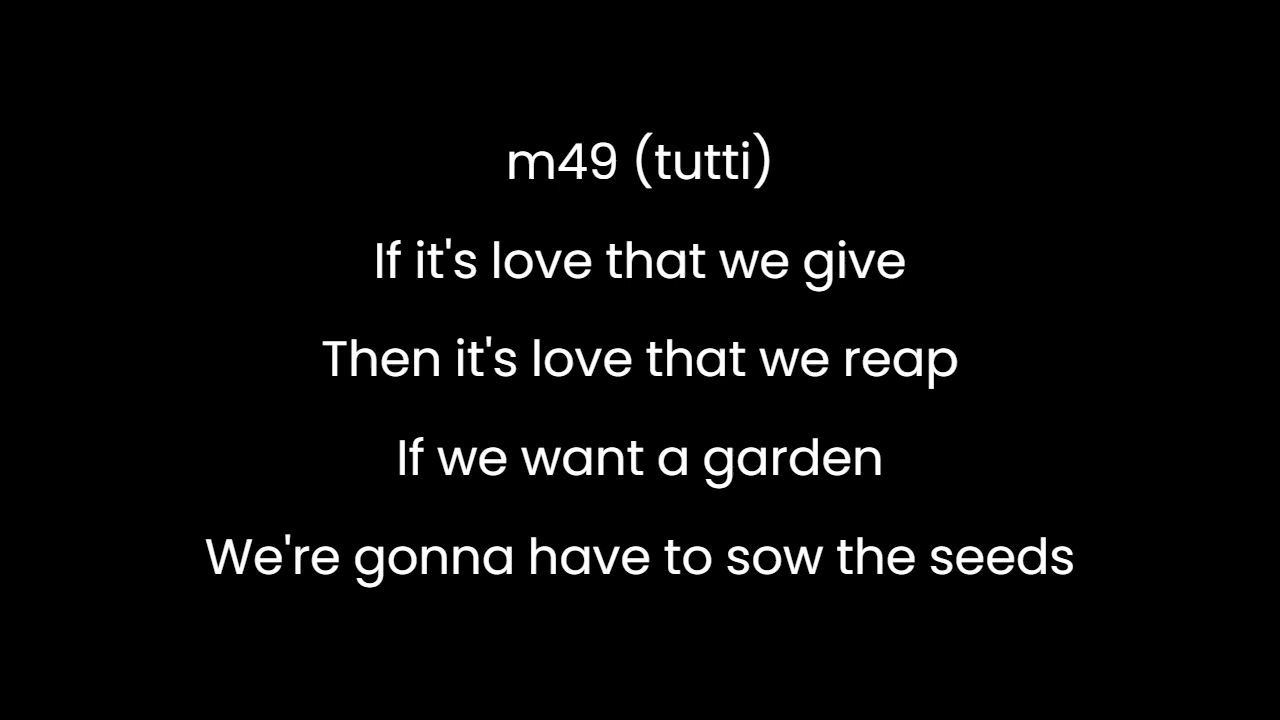 m49 (tutti)
If it's love that we give
Then it's love that we reap
If we want a garden
We're gonna have to sow the seeds